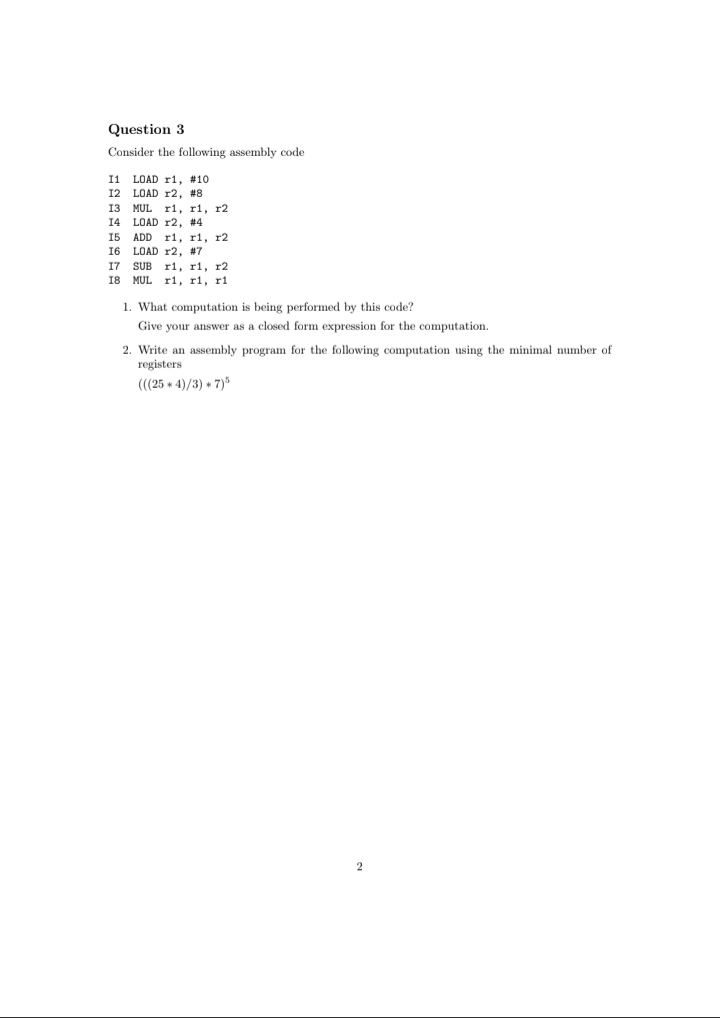 Question 3
Consider the following assembly code
I1 LOAD r1, #10
I2 LOAD r2, #8
I3 MUL r1, r1, r2
I4 LOAD r2, #4
I5 ADD r1, r1, r2
I6 LOAD r2, #7
I7 SUB r1, r1, r2
I8 MUL r1, r1, r1
1. What computation is being performed by this code?
Give your answer as a closed form expression for the computation.
2. Write an assembly program for the following computation using the minimal number of
registers
(((25 ∗ 4)/3) ∗ 7)⁵
2